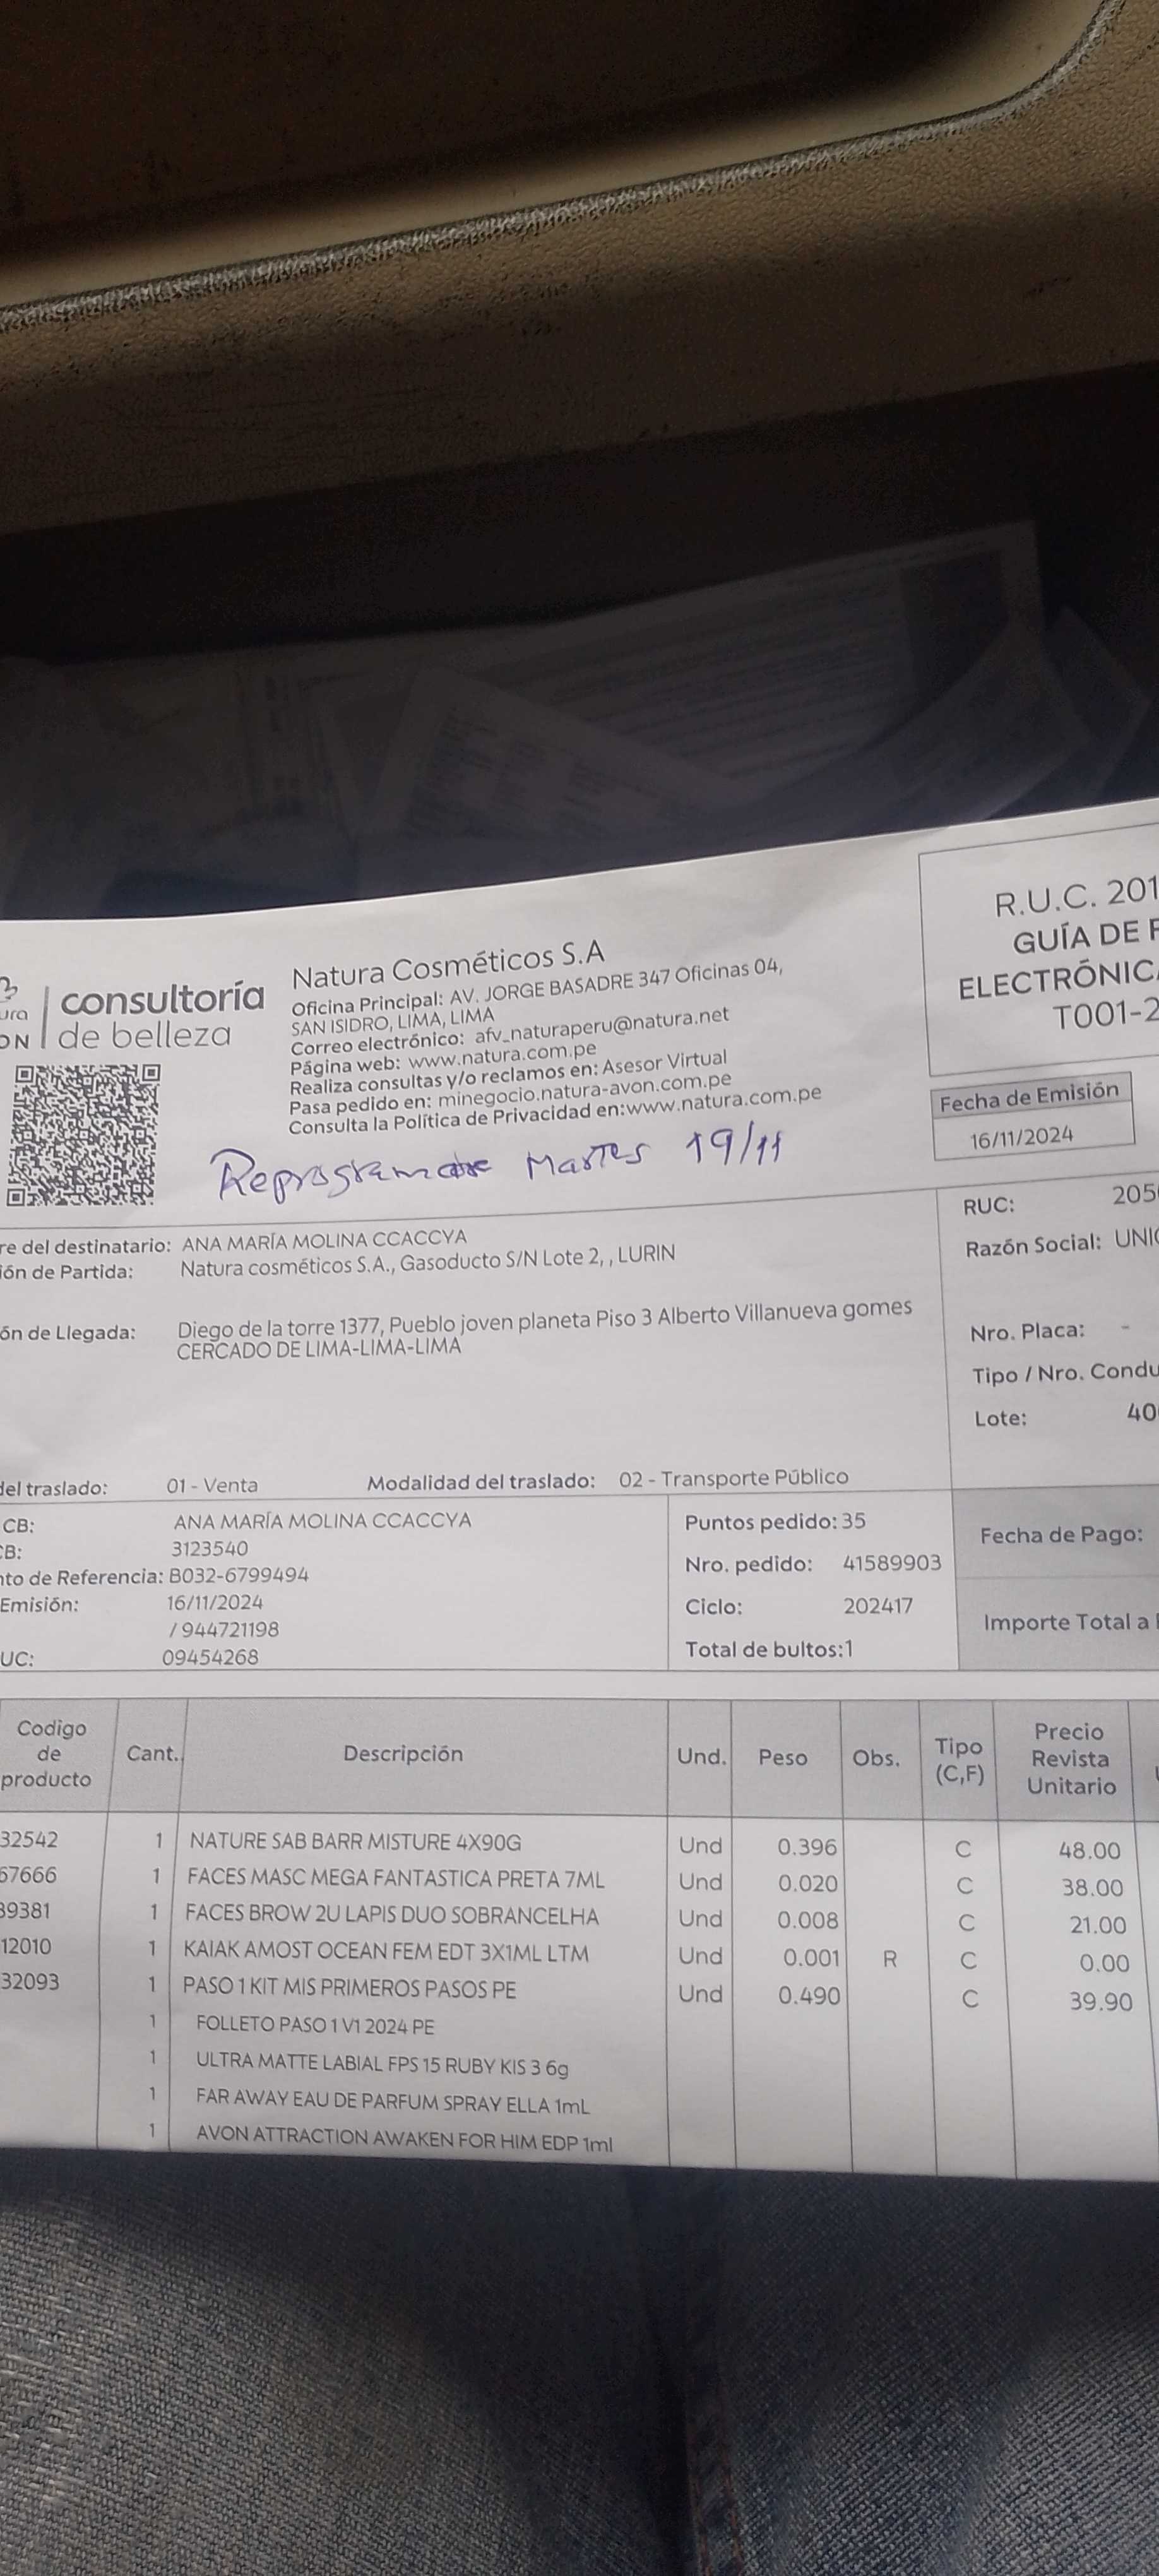 ura
ON
consultoría
de belleza
Natura Cosméticos S.A
Oficina Principal: AV. JORGE BASADRE 347 Oficinas 04,
SAN ISIDRO, LIMA, LIMA
Correo electrónico: afv_naturaperu@natura.net
Página web: www.natura.com.pe
Realiza consultas y/o reclamos en: Asesor Virtual
Pasa pedido en: minegocio.natura-avon.com.pe
Consulta la Política de Privacidad en:www.natura.com.pe
R.U.C. 201
GUÍA DE
ELECTRÓNICA
T001-2
Fecha de Emisión
16/11/2024
Martes 19/11
re del destinatario: ANA MARÍA MOLINA CCACCYA
ión de Partida: Natura cosméticos S.A., Gasoducto S/N Lote 2, , LURIN
ón de Llegada: Diego de la torre 1377, Pueblo joven planeta Piso 3 Alberto Villanueva gomes
CERCADO DE LIMA-LIMA-LIMA
RUC: 205
Razón Social: UNI
Nro. Placa: -
Tipo / Nro. Condu
Lote: 40
del traslado: 01 - Venta Modalidad del traslado: 02 - Transporte Público
CB: ANA MARÍA MOLINA CCACCYA
CB: 3123540
nto de Referencia: B032-6799494
Emisión: 16/11/2024
/ 944721198
UC: 09454268
Puntos pedido: 35
Nro. pedido: 41589903
Ciclo: 202417
Total de bultos:1
Fecha de Pago:
Importe Total a
Codigo de producto Cant. Descripción Und. Peso Obs. Tipo (C,F) Precio Revista Unitario
32542 1 NATURE SAB BARR MISTURE 4X90G Und 0.396 C 48.00
67666 1 FACES MASC MEGA FANTASTICA PRETA 7ML Und 0.020 C 38.00
39381 1 FACES BROW 2U LAPIS DUO SOBRANCELHA Und 0.008 C 21.00
12010 1 KAIAK AMOST OCEAN FEM EDT 3X1ML LTM Und 0.001 R C 0.00
32093 1 PASO 1 KIT MIS PRIMEROS PASOS PE Und 0.490 C 39.90
1 FOLLETO PASO 1 V1 2024 PE
1 ULTRA MATTE LABIAL FPS 15 RUBY KIS 3 6g
1 FAR AWAY EAU DE PARFUM SPRAY ELLA 1mL
1 AVON ATTRACTION AWAKEN FOR HIM EDP 1ml